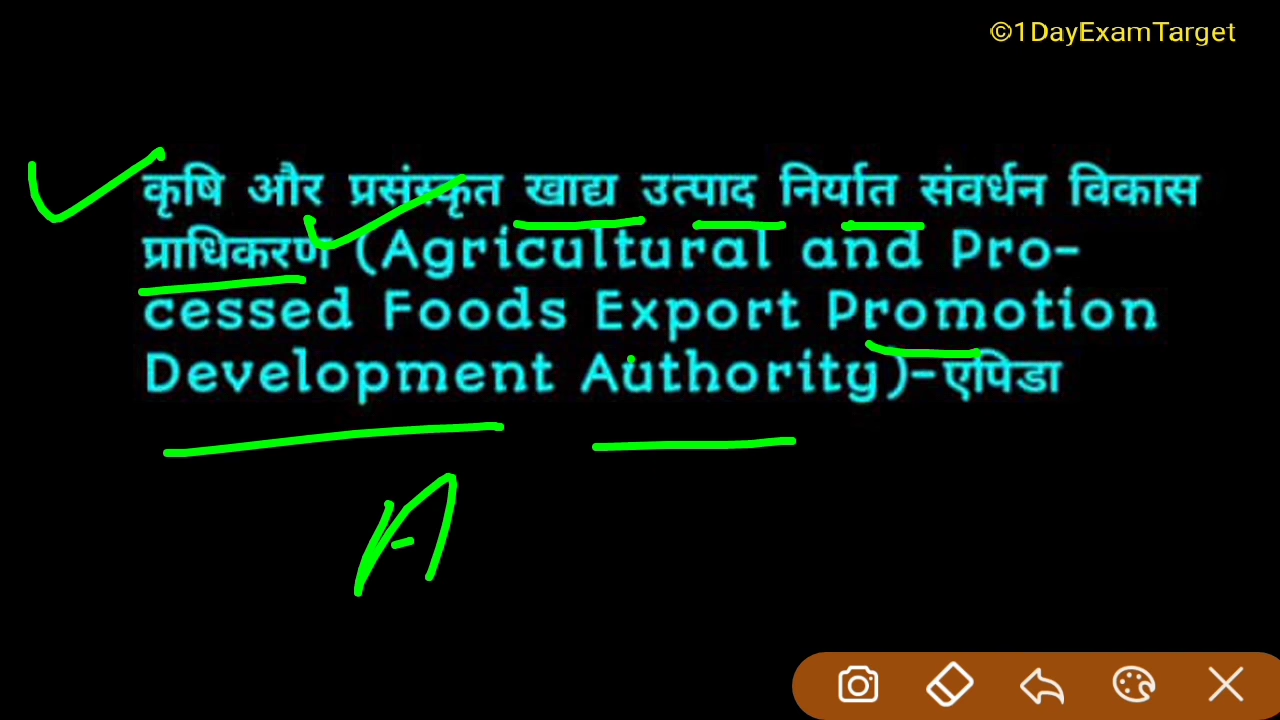 ©1DayExamTarget
कृषि और प्रसंस्कृत खाद्य उत्पाद निर्यात संवर्धन विकास
प्राधिकरण (Agricultural and Pro-
cessed Foods Export Promotion
Development Authority)-एपिडा
A